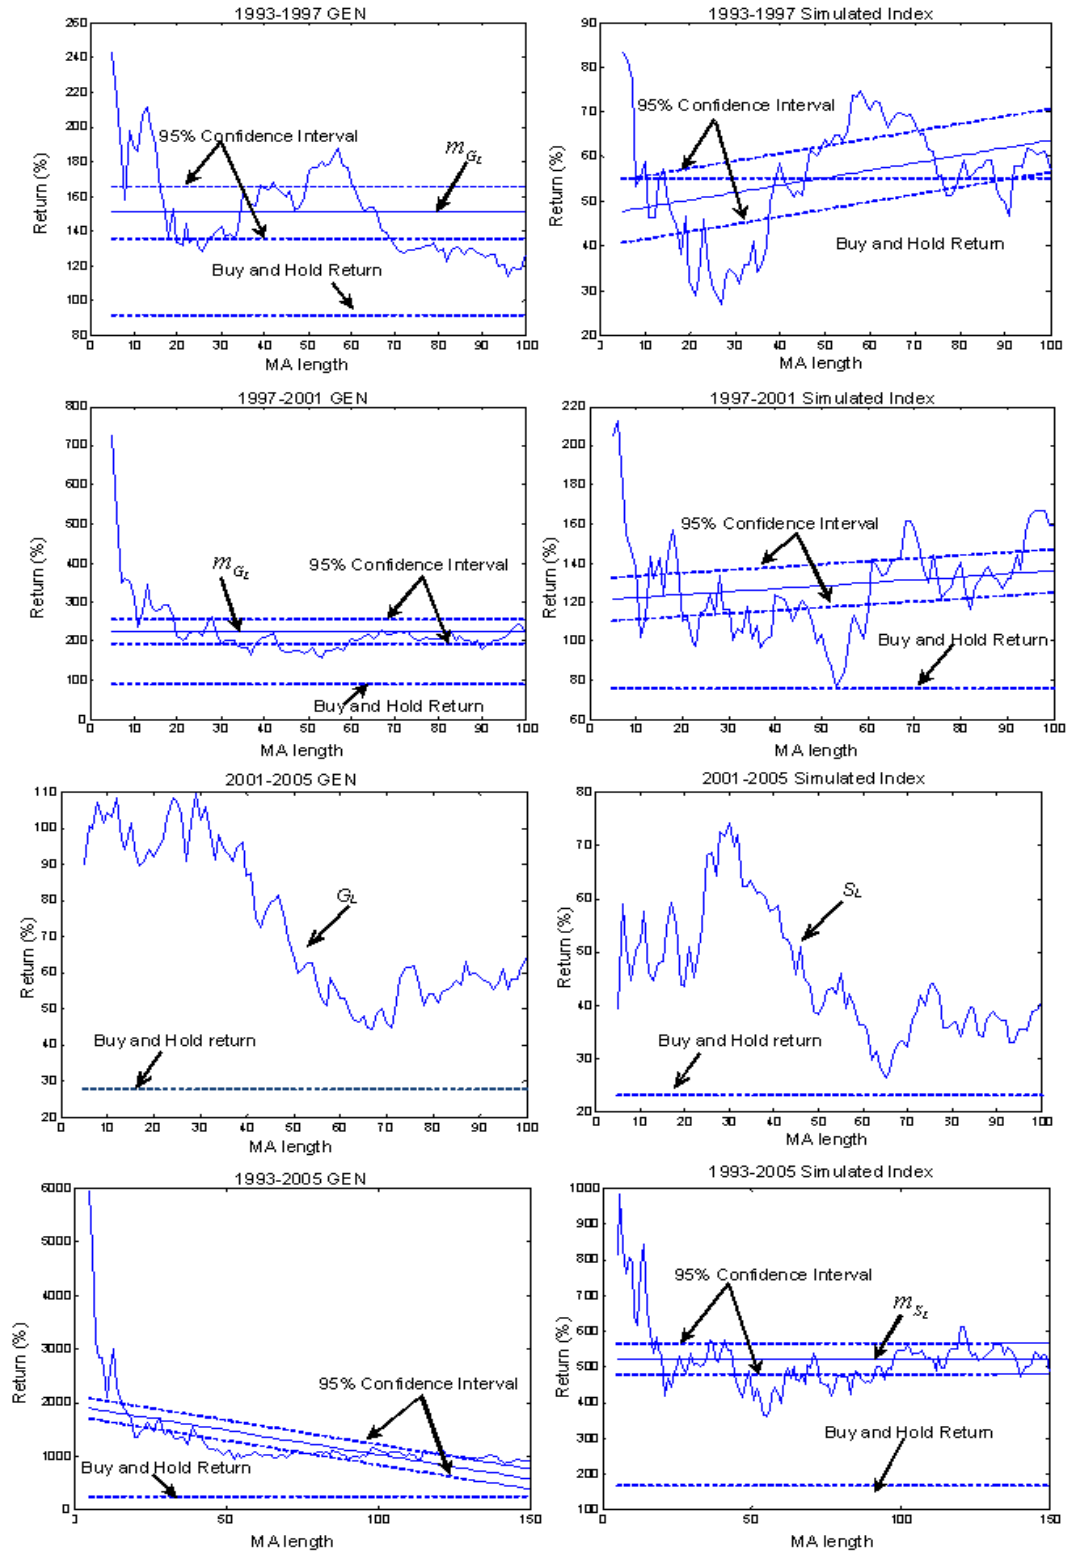 1993-1997 GEN
260
240
220
200
180
160
140
120
100
80
Return (%)
95% Confidence Interval
m_{G_L}
Buy and Hold Return
0 10 20 30 40 50 60 70 80 90 100
MA length
1993-1997 Simulated Index
90
80
70
60
50
40
30
20
Return (%)
95% Confidence Interval
Buy and Hold Return
0 10 20 30 40 50 60 70 80 90 100
MA length
1997-2001 GEN
800
700
600
500
400
300
200
100
0
Return (%)
m_{G_L}
95% Confidence Interval
Buy and Hold Return
0 10 20 30 40 50 60 70 80 90 100
MA length
1997-2001 Simulated Index
220
200
180
160
140
120
100
80
60
Return (%)
95% Confidence Interval
Buy and Hold Return
0 10 20 30 40 50 60 70 80 90 100
MA length
2001-2005 GEN
110
100
90
80
70
60
50
40
30
20
Return (%)
G_L
Buy and Hold return
0 10 20 30 40 50 60 70 80 90 100
MA length
2001-2005 Simulated Index
80
70
60
50
40
30
20
Return (%)
S_L
Buy and Hold return
0 10 20 30 40 50 60 70 80 90 100
MA length
1993-2005 GEN
6000
5000
4000
3000
2000
1000
0
Return (%)
95% Confidence Interval
Buy and Hold Return
0 50 100 150
MA length
1993-2005 Simulated Index
1000
900
800
700
600
500
400
300
200
100
Return (%)
95% Confidence Interval
m_{S_L}
Buy and Hold Return
0 50 100 150
MA length